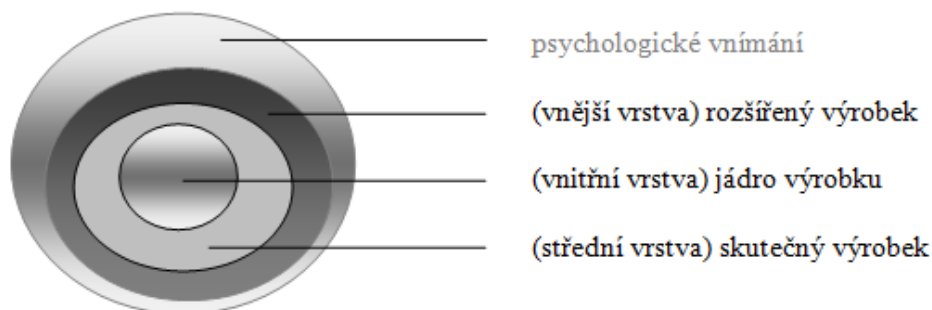 psychologické vnímání
(vnější vrstva) rozšířený výrobek
(vnitřní vrstva) jádro výrobku
(střední vrstva) skutečný výrobek